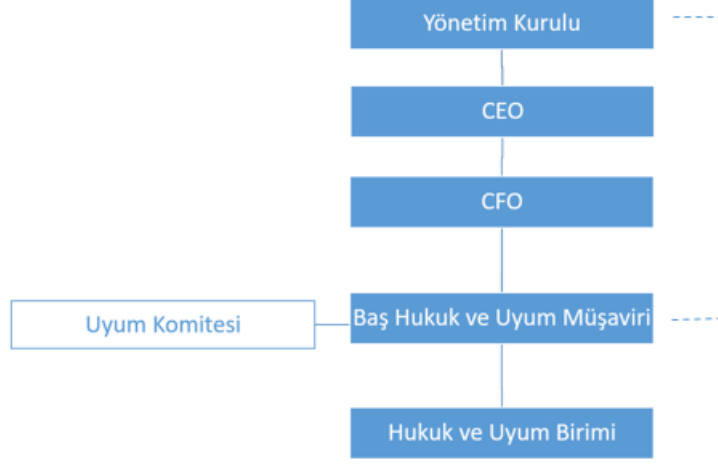 Yönetim Kurulu
CEO
CFO
Uyum Komitesi
Baş Hukuk ve Uyum Müşaviri
Hukuk ve Uyum Birimi